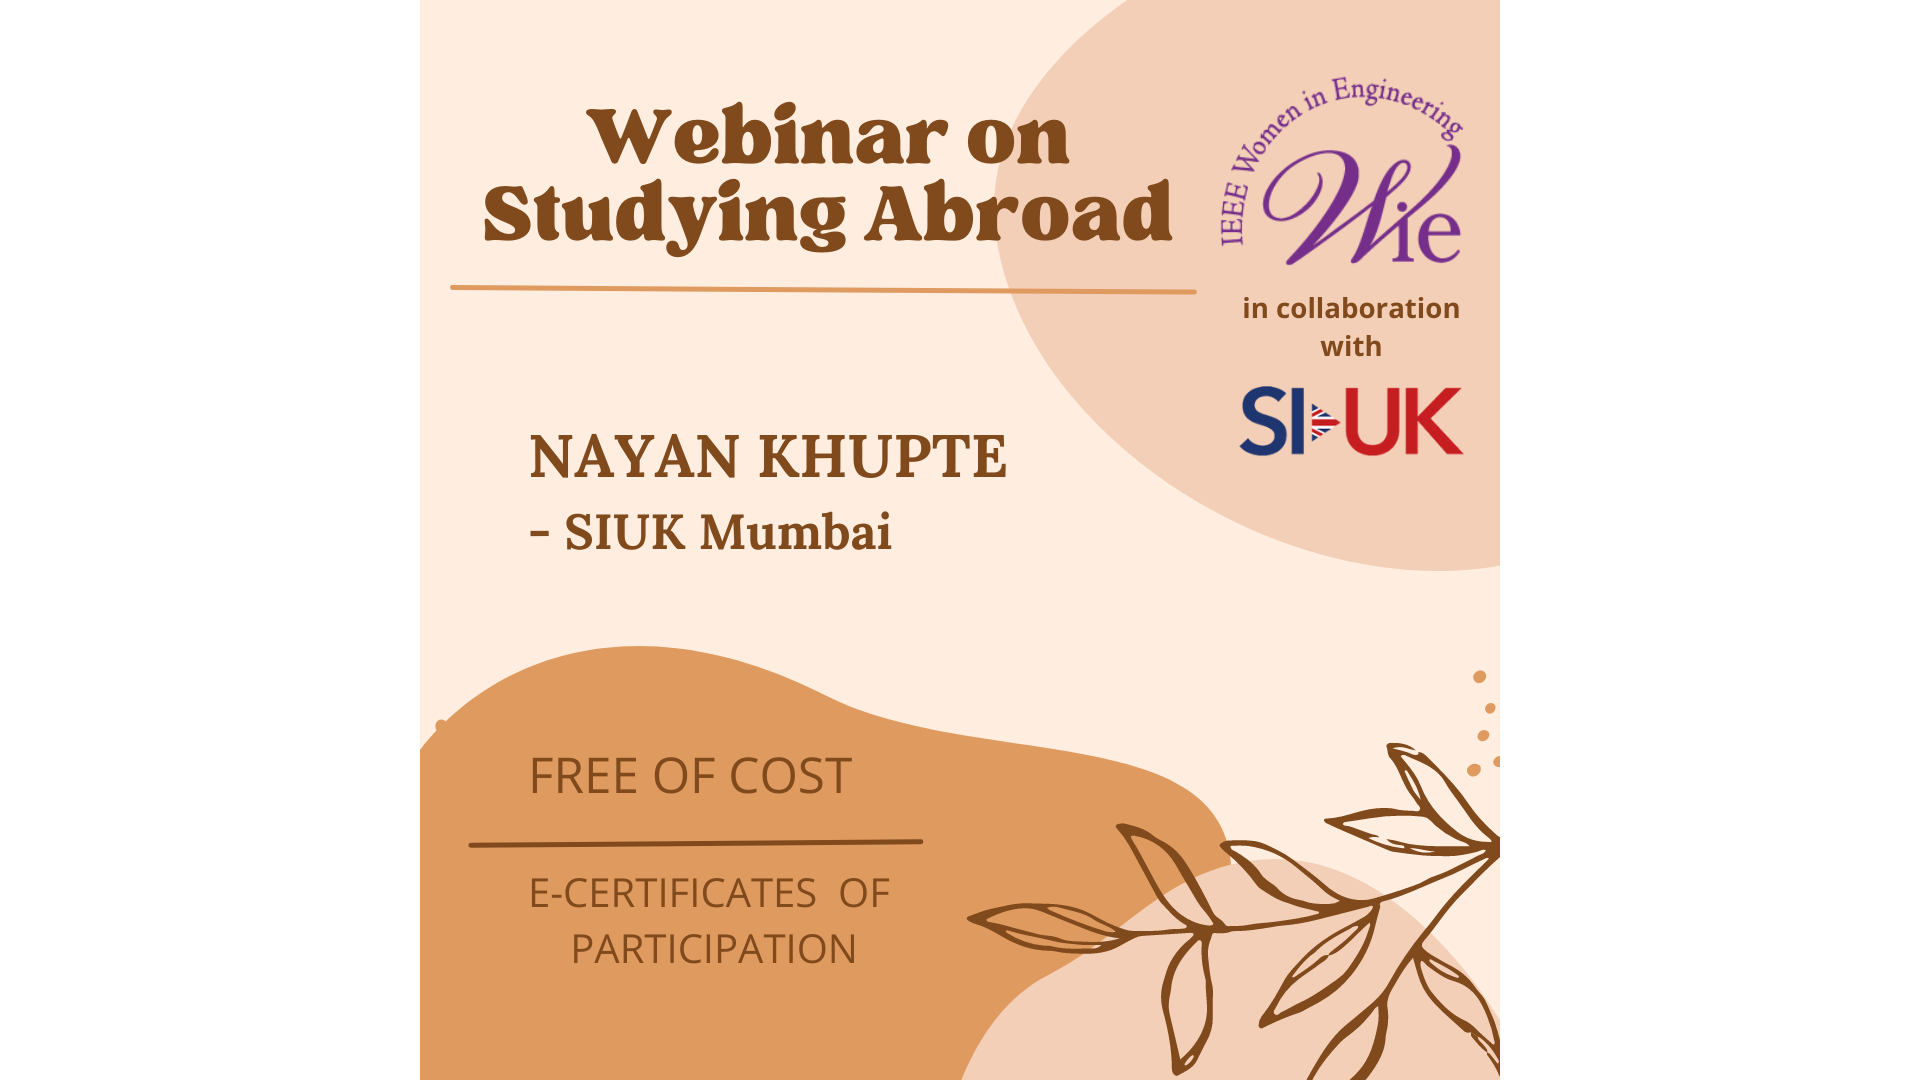 Webinar on
Studying Abroad
IEEE Women in Engineering
Wie
in collaboration
with
SI UK
NAYAN KHUPTE
- SIUK Mumbai
FREE OF COST
E-CERTIFICATES OF
PARTICIPATION